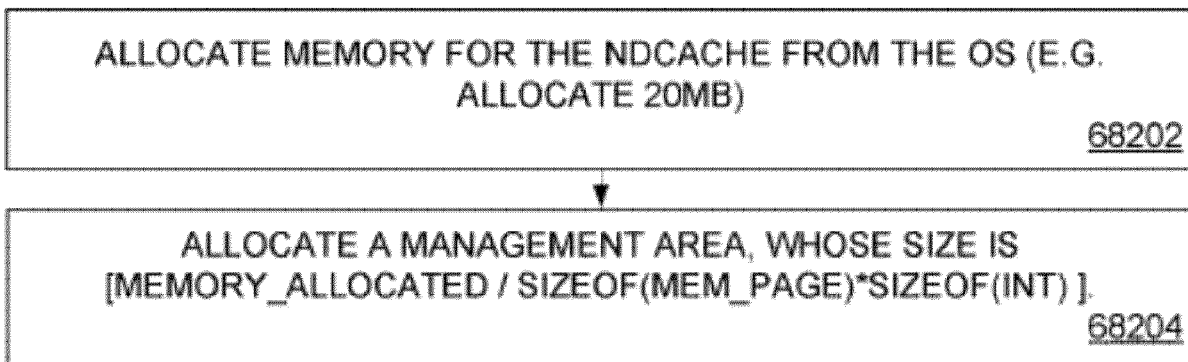 ALLOCATE MEMORY FOR THE NDCACHE FROM THE OS (E.G.
ALLOCATE 20MB)
68202
ALLOCATE A MANAGEMENT AREA, WHOSE SIZE IS
[MEMORY_ALLOCATED / SIZEOF(MEM_PAGE)*SIZEOF(INT) ].
68204